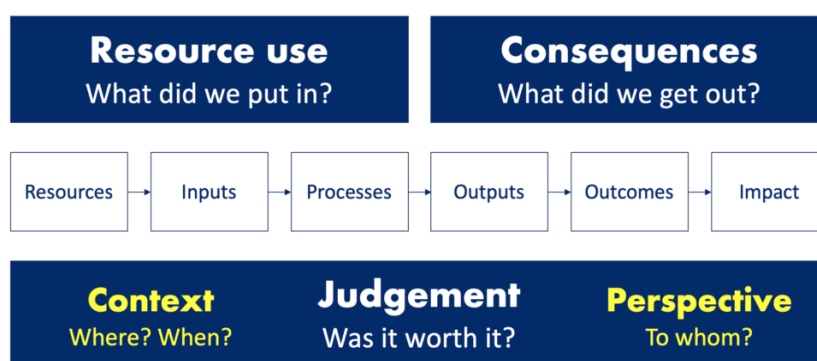 Resource use
What did we put in?
Consequences
What did we get out?
Resources
Inputs
Processes
Outputs
Outcomes
Impact
Context
Where? When?
Judgement
Was it worth it?
Perspective
To whom?